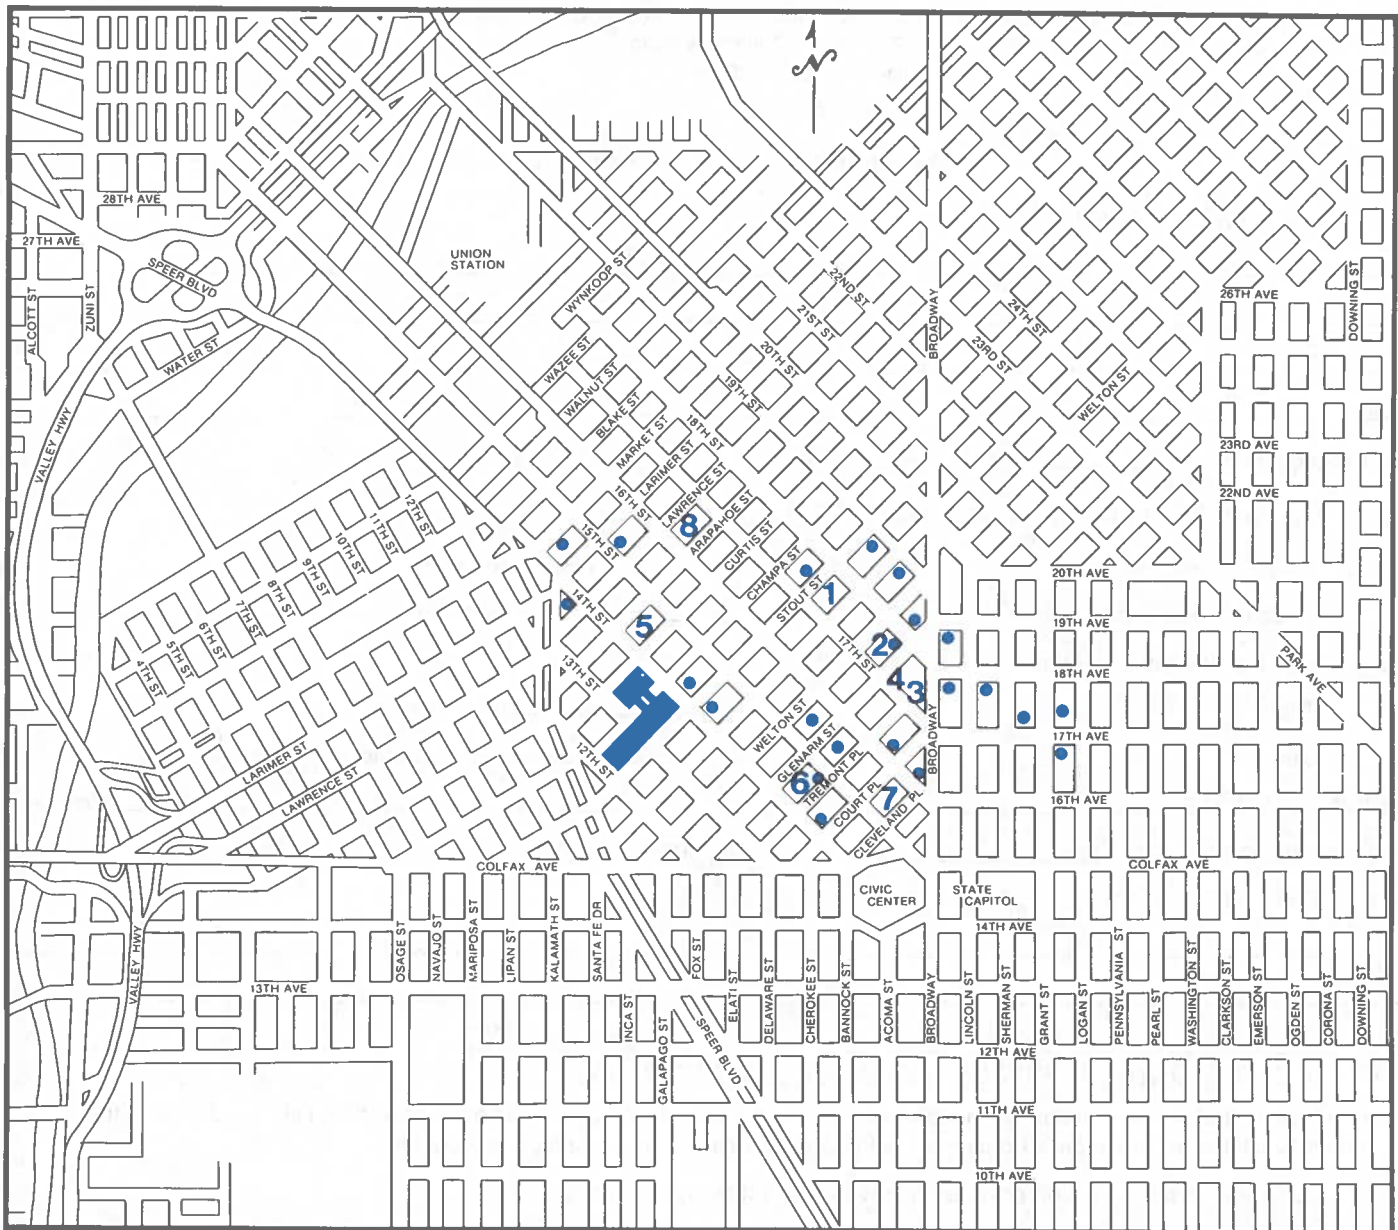 N
28TH AVE
27TH AVE
SPEER BLVD
UNION
STATION
ALCOTT ST
ZUNI ST
WATER ST
VALLEY HWY
WYNKOOP ST
WAZEE ST
WALNUT ST
BLAKE ST
MARKET ST
LARIMER ST
LAWRENCE ST
ARAPAHOE ST
CURTIS ST
CHAMPA ST
STOUT ST
22ND ST
21ST ST
20TH ST
19TH ST
18TH ST
16TH ST
15TH ST
14TH ST
13TH ST
12TH ST
17TH ST
BROADWAY
24TH ST
23RD ST
WELTON ST
26TH AVE
DOWNING ST
23RD AVE
22ND AVE
20TH AVE
19TH AVE
PARK AVE
18TH AVE
17TH AVE
16TH AVE
12TH ST
11TH ST
10TH ST
9TH ST
8TH ST
7TH ST
6TH ST
5TH ST
4TH ST
8
1
5
2
4
3
6
7
WELTON ST
GLENARM ST
TREMONT PL
COURT PL
CLEVELAND PL
BROADWAY
LARIMER ST
LAWRENCE ST
COLFAX AVE
COLFAX AVE
CIVIC
CENTER
STATE
CAPITOL
14TH AVE
VALLEY HWY
13TH AVE
OSAGE ST
NAVAJO ST
MARIPOSA ST
LIPAN ST
KALAMATH ST
SANTA FE DR
INCA ST
GALAPAGO ST
FOX ST
SPEER BLVD
ELATI ST
DELAWARE ST
CHEROKEE ST
BANNOCK ST
ACOMA ST
BROADWAY
LINCOLN ST
SHERMAN ST
GRANT ST
LOGAN ST
PENNSYLVANIA ST
PEARL ST
WASHINGTON ST
CLARKSON ST
EMERSON ST
OGDEN ST
CORONA ST
DOWNING ST
12TH AVE
11TH AVE
10TH AVE